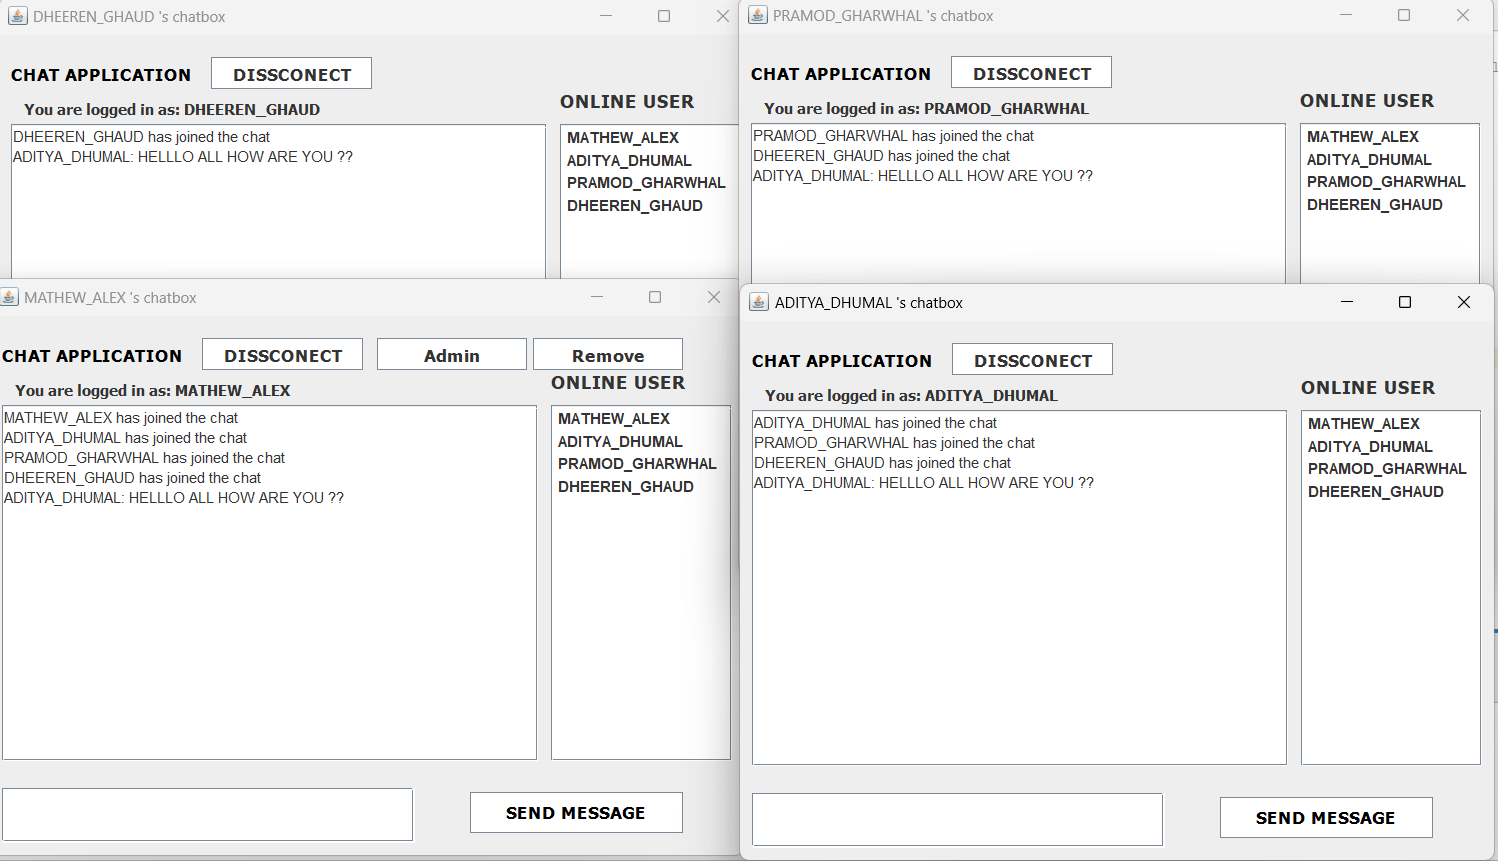 DHEEREN_GHAUD 's chatbox
CHAT APPLICATION
DISSCONECT
You are logged in as: DHEEREN_GHAUD
ONLINE USER
DHEEREN_GHAUD has joined the chat
ADITYA_DHUMAL: HELLLO ALL HOW ARE YOU ??
MATHEW_ALEX
ADITYA_DHUMAL
PRAMOD_GHARWHAL
DHEEREN_GHAUD
PRAMOD_GHARWHAL 's chatbox
CHAT APPLICATION
DISSCONECT
You are logged in as: PRAMOD_GHARWHAL
ONLINE USER
PRAMOD_GHARWHAL has joined the chat
DHEEREN_GHAUD has joined the chat
ADITYA_DHUMAL: HELLLO ALL HOW ARE YOU ??
MATHEW_ALEX
ADITYA_DHUMAL
PRAMOD_GHARWHAL
DHEEREN_GHAUD
MATHEW_ALEX 's chatbox
CHAT APPLICATION
DISSCONECT
Admin
Remove
You are logged in as: MATHEW_ALEX
ONLINE USER
MATHEW_ALEX has joined the chat
ADITYA_DHUMAL has joined the chat
PRAMOD_GHARWHAL has joined the chat
DHEEREN_GHAUD has joined the chat
ADITYA_DHUMAL: HELLLO ALL HOW ARE YOU ??
MATHEW_ALEX
ADITYA_DHUMAL
PRAMOD_GHARWHAL
DHEEREN_GHAUD
SEND MESSAGE
ADITYA_DHUMAL 's chatbox
CHAT APPLICATION
DISSCONECT
You are logged in as: ADITYA_DHUMAL
ONLINE USER
ADITYA_DHUMAL has joined the chat
PRAMOD_GHARWHAL has joined the chat
DHEEREN_GHAUD has joined the chat
ADITYA_DHUMAL: HELLLO ALL HOW ARE YOU ??
MATHEW_ALEX
ADITYA_DHUMAL
PRAMOD_GHARWHAL
DHEEREN_GHAUD
SEND MESSAGE